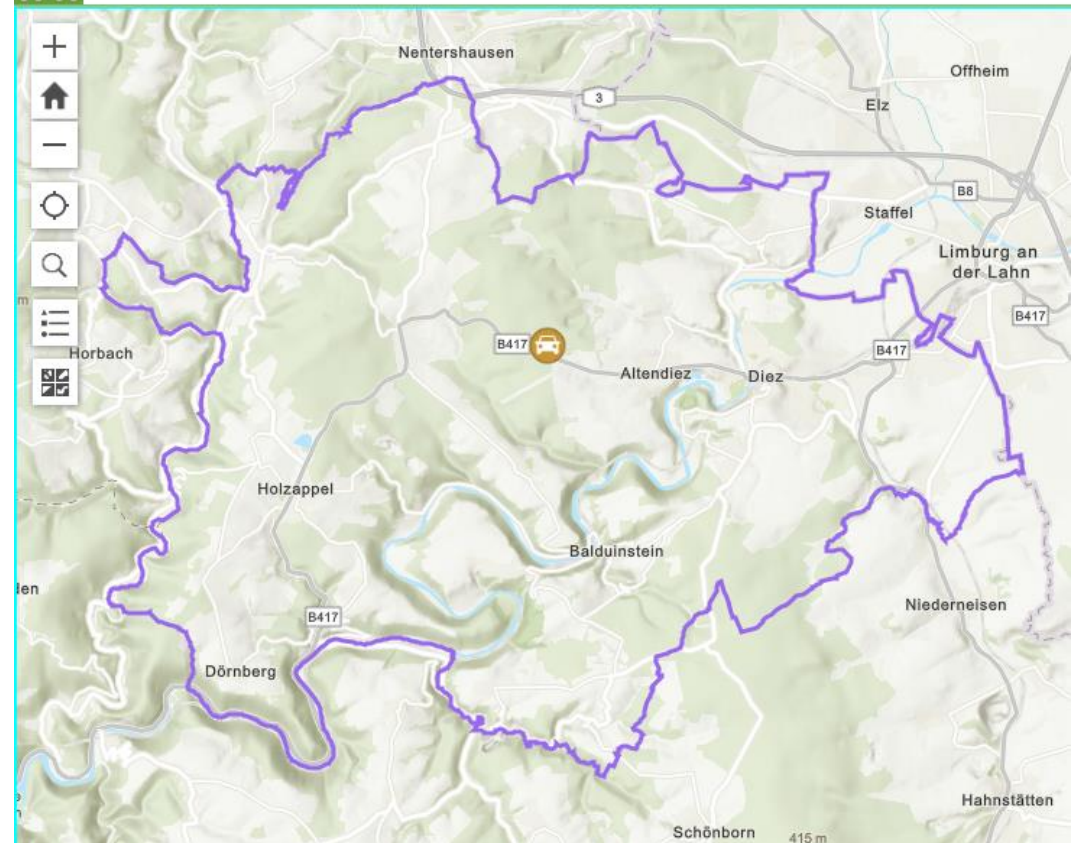 Nentershausen
Offheim
3
Elz
B8
Staffel
Limburg an
der Lahn
m
B417
Horbach
B417
B417
Altendiez
Diez
Holzappel
Balduinstein
den
Niederneisen
B417
Dörnberg
Hahnstätten
Schönborn
415 m